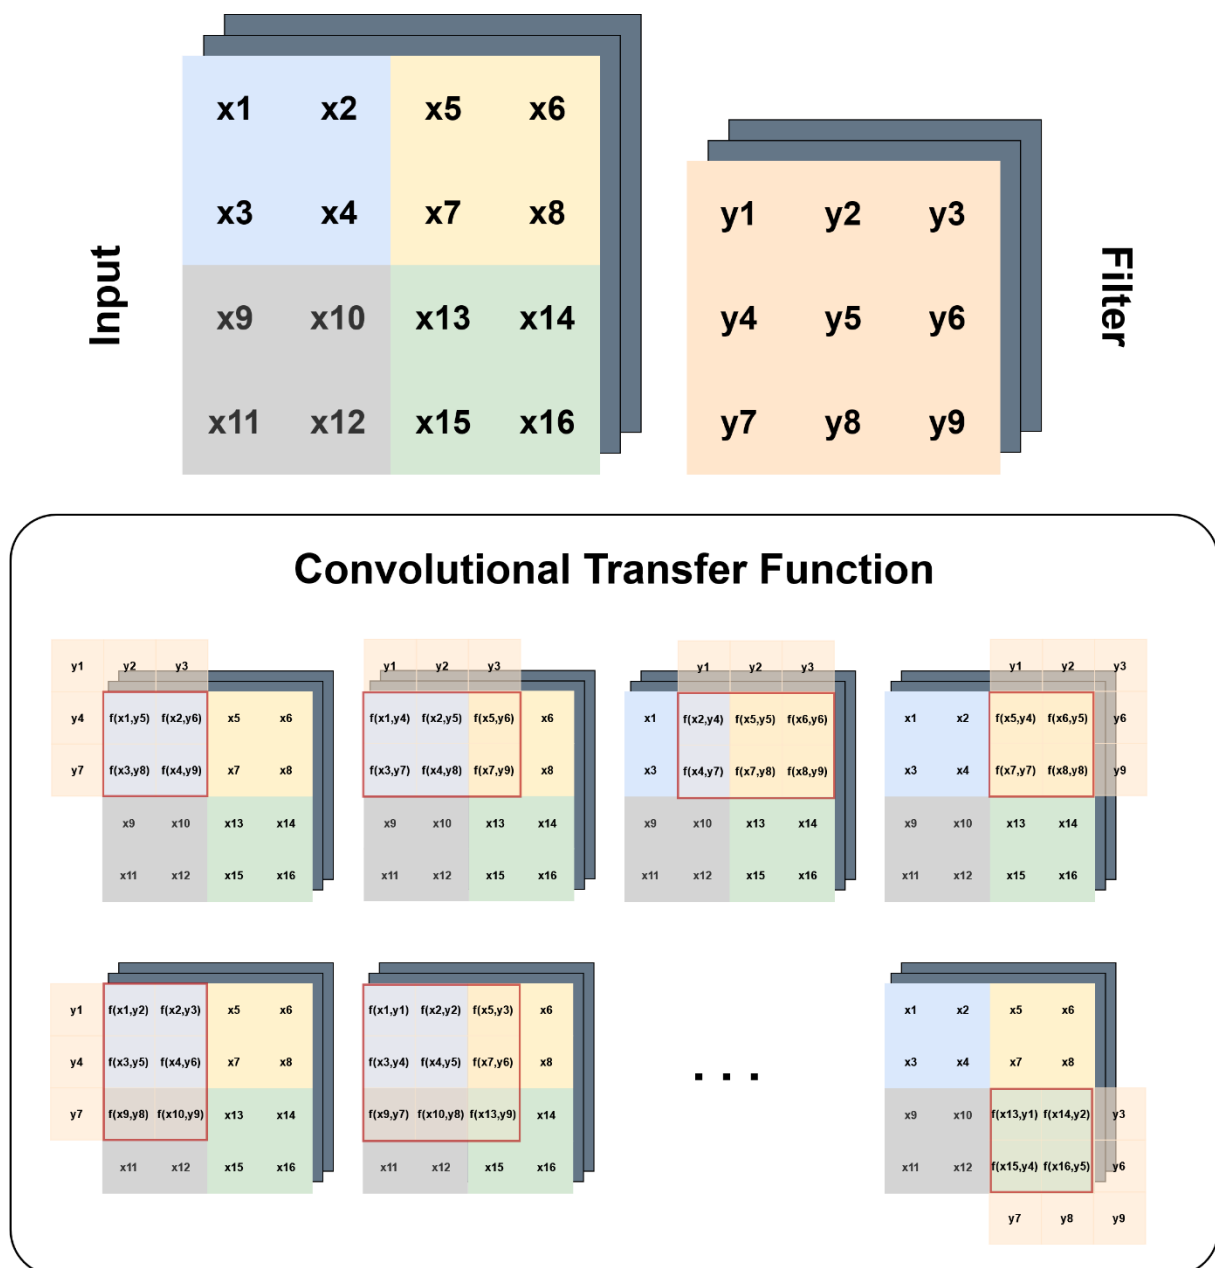 Input
x1 x2 x5 x6
x3 x4 x7 x8
x9 x10 x13 x14
x11 x12 x15 x16
y1 y2 y3
y4 y5 y6
y7 y8 y9
Filter
Convolutional Transfer Function
y1 y2 y3
y4 f(x1,y5) f(x2,y6) x5 x6
y7 f(x3,y8) f(x4,y9) x7 x8
x9 x10 x13 x14
x11 x12 x15 x16
y1 y2 y3
f(x1,y4) f(x2,y5) f(x5,y6) x6
f(x3,y7) f(x4,y8) f(x7,y9) x8
x9 x10 x13 x14
x11 x12 x15 x16
y1 y2 y3
x1 f(x2,y4) f(x5,y5) f(x6,y6)
x3 f(x4,y7) f(x7,y8) f(x8,y9)
x9 x10 x13 x14
x11 x12 x15 x16
y1 y2 y3
x1 x2 f(x5,y4) f(x6,y5) y6
x3 x4 f(x7,y7) f(x8,y8) y9
x9 x10 x13 x14
x11 x12 x15 x16
y1 f(x1,y2) f(x2,y3) x5 x6
y4 f(x3,y5) f(x4,y6) x7 x8
y7 f(x9,y8) f(x10,y9) x13 x14
x11 x12 x15 x16
f(x1,y1) f(x2,y2) f(x5,y3) x6
f(x3,y4) f(x4,y5) f(x7,y6) x8
f(x9,y7) f(x10,y8) f(x13,y9) x14
x11 x12 x15 x16
. . .
x1 x2 x5 x6
x3 x4 x7 x8
x9 x10 f(x13,y1) f(x14,y2) y3
x11 x12 f(x15,y4) f(x16,y5) y6
y7 y8 y9